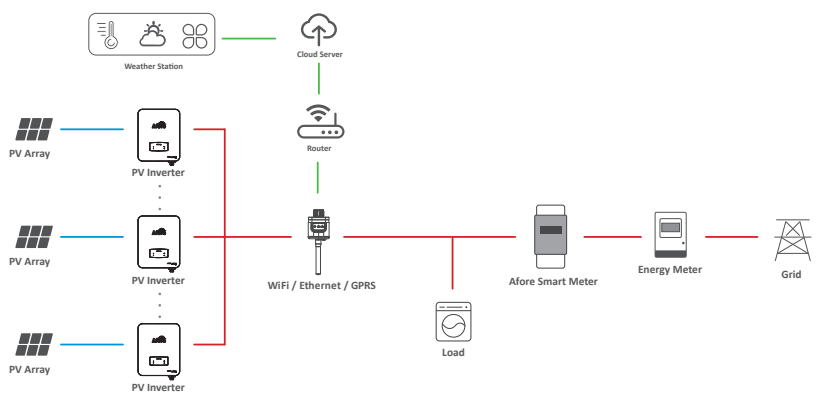 Cloud Server
Weather Station
Router
PV Array
PV Inverter
PV Array
PV Inverter
WiFi / Ethernet / GPRS
Afore Smart Meter
Energy Meter
Grid
Load
PV Array
PV Inverter